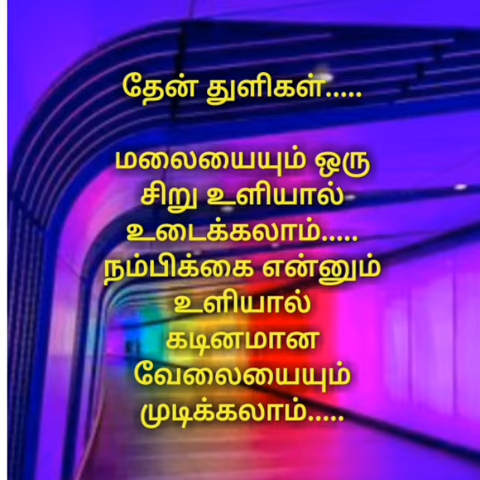 தேன் துளிகள்.....
மலையையும் ஒரு
சிறு உளியால்
உடைக்கலாம்.....
நம்பிக்கை என்னும்
உளியால்
கடினமான
வேலையையும்
முடிக்கலாம்.....